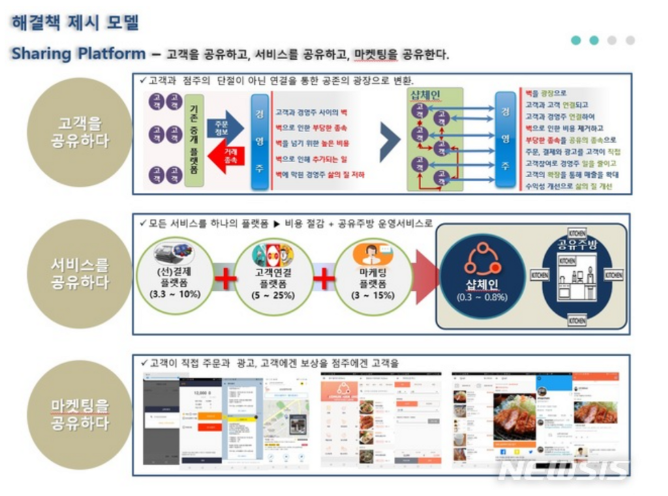 해결책 제시 모델
Sharing Platform – 고객을 공유하고, 서비스를 공유하고, 마켓팅을 공유한다.
고객을
공유하다
✓고객과 점주의 단절이 아닌 연결을 통한 공존의 광장으로 변환.
고객 고객
고객 고객
고객 고객
고객 고객
기존 중개 플랫폼
주문
정보
거래
종속
경영주
고객과 경영주 사이의 벽
벽으로 인한 부당한 종속
벽을 넘기 위한 높은 비용
벽으로 인해 추가되는 일
벽에 막힌 경영주 삶의 질 저하
샵체인
고객
고객
고객
고객
경영주
벽을 광장으로
고객과 고객 연결되고
고객과 경영주 연결하여
벽으로 인한 비용 제거하고
부당한 종속을 공유의 종속으로
주문, 결제와 광고를 고객이 직접
고객참여로 경영주 일을 줄이고
고객의 확장을 통해 매출을 확대
수익성 개선으로 삶의 질 개선
서비스를
공유하다
✓모든 서비스를 하나의 플랫폼 ▶ 비용 절감 + 공유주방 운영서비스로
(선)결제
플랫폼
(3.3 ~ 10%)
+
고객연결
플랫폼
(5 ~ 25%)
+
마케팅
플랫폼
(3 ~ 15%)
샵체인
(0.3 ~ 0.8%)
KITCHEN
공유주방
KITCHEN
KITCHEN
KITCHEN
마켓팅을
공유하다
✓고객이 직접 주문과 광고, 고객에겐 보상을 점주에겐 고객을
NEWSIS